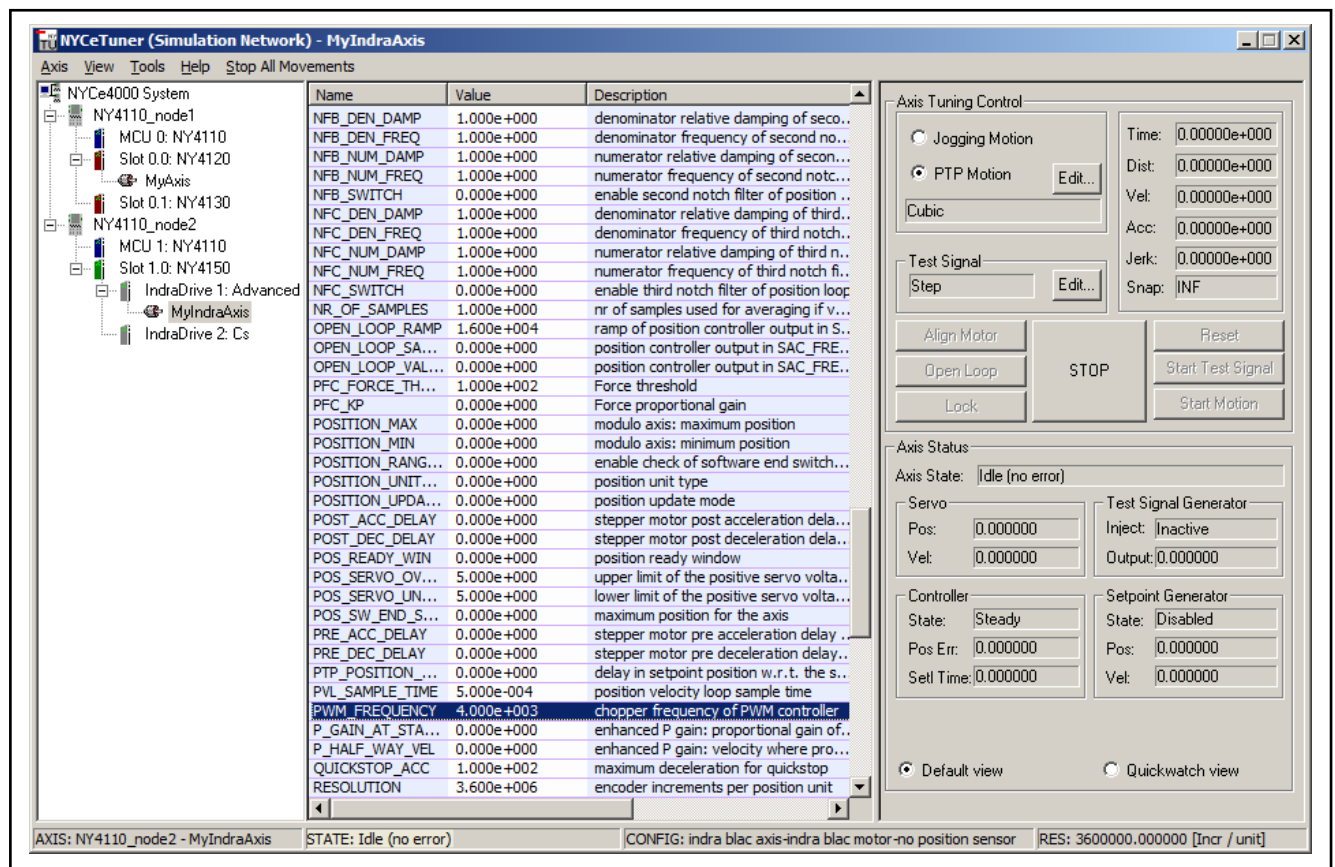 NYCeTuner (Simulation Network) - MyIndraAxis
Axis View Tools Help Stop All Movements
NYCe4000 System
NY4110_node1
MCU 0: NY4110
Slot 0.0: NY4120
MyAxis
Slot 0.1: NY4130
NY4110_node2
MCU 1: NY4110
Slot 1.0: NY4150
IndraDrive 1: Advanced
MyIndraAxis
IndraDrive 2: Cs
Name Value Description
NFB_DEN_DAMP 1.000e+000 denominator relative damping of seco...
NFB_DEN_FREQ 1.000e+000 denominator frequency of second no...
NFB_NUM_DAMP 1.000e+000 numerator relative damping of secon...
NFB_NUM_FREQ 1.000e+000 numerator frequency of second notc...
NFB_SWITCH 0.000e+000 enable second notch filter of position ...
NFC_DEN_DAMP 1.000e+000 denominator relative damping of third...
NFC_DEN_FREQ 1.000e+000 denominator frequency of third notch...
NFC_NUM_DAMP 1.000e+000 numerator relative damping of third n...
NFC_NUM_FREQ 1.000e+000 numerator frequency of third notch fi...
NFC_SWITCH 0.000e+000 enable third notch filter of position loop
NR_OF_SAMPLES 1.000e+000 nr of samples used for averaging if v...
OPEN_LOOP_RAMP 1.600e+004 ramp of position controller output in S...
OPEN_LOOP_SA... 0.000e+000 position controller output in SAC_FRE...
OPEN_LOOP_VAL... 0.000e+000 position controller output in SAC_FRE...
PFC_FORCE_TH... 1.000e+002 Force threshold
PFC_KP 0.000e+000 Force proportional gain
POSITION_MAX 0.000e+000 modulo axis: maximum position
POSITION_MIN 0.000e+000 modulo axis: minimum position
POSITION_RANG... 0.000e+000 enable check of software end switch...
POSITION_UNIT... 0.000e+000 position unit type
POSITION_UPDA... 0.000e+000 position update mode
POST_ACC_DELAY 0.000e+000 stepper motor post acceleration dela...
POST_DEC_DELAY 0.000e+000 stepper motor post deceleration dela...
POS_READY_WIN 0.000e+000 position ready window
POS_SERVO_OV... 5.000e+000 upper limit of the positive servo volta...
POS_SERVO_UN... 5.000e+000 lower limit of the positive servo volta...
POS_SW_END_S... 0.000e+000 maximum position for the axis
PRE_ACC_DELAY 0.000e+000 stepper motor pre acceleration delay ...
PRE_DEC_DELAY 0.000e+000 stepper motor pre deceleration delay...
PTP_POSITION_... 0.000e+000 delay in setpoint position w.r.t. the s...
PVL_SAMPLE_TIME 5.000e-004 position velocity loop sample time
PWM_FREQUENCY 4.000e+003 chopper frequency of PWM controller
P_GAIN_AT_STA... 0.000e+000 enhanced P gain: proportional gain of...
P_HALF_WAY_VEL 0.000e+000 enhanced P gain: velocity where pro...
QUICKSTOP_ACC 1.000e+002 maximum deceleration for quickstop
RESOLUTION 3.600e+006 encoder increments per position unit
Axis Tuning Control
Jogging Motion
PTP Motion Edit...
Cubic
Test Signal
Step Edit...
Time: 0.00000e+000
Dist: 0.00000e+000
Vel: 0.00000e+000
Acc: 0.00000e+000
Jerk: 0.00000e+000
Snap: INF
Align Motor
Open Loop
Lock
STOP
Reset
Start Test Signal
Start Motion
Axis Status
Axis State: Idle (no error)
Servo
Pos: 0.000000
Vel: 0.000000
Test Signal Generator
Inject: Inactive
Output: 0.000000
Controller
State: Steady
Pos Err: 0.000000
Setl Time: 0.000000
Setpoint Generator
State: Disabled
Pos: 0.000000
Vel: 0.000000
Default view Quickwatch view
AXIS: NY4110_node2 - MyIndraAxis STATE: Idle (no error) CONFIG: indra blac axis-indra blac motor-no position sensor RES: 3600000.000000 [Incr / unit]